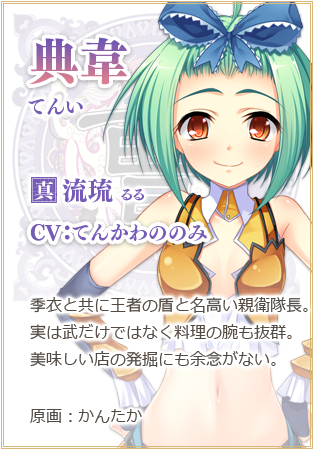 典韋
てんい
真 流琉 るる
CV:てんかわののみ
季衣と共に王者の盾と名高い親衛隊長。
実は武だけではなく料理の腕も抜群。
美味しい店の発掘にも余念がない。
原画：かんたか